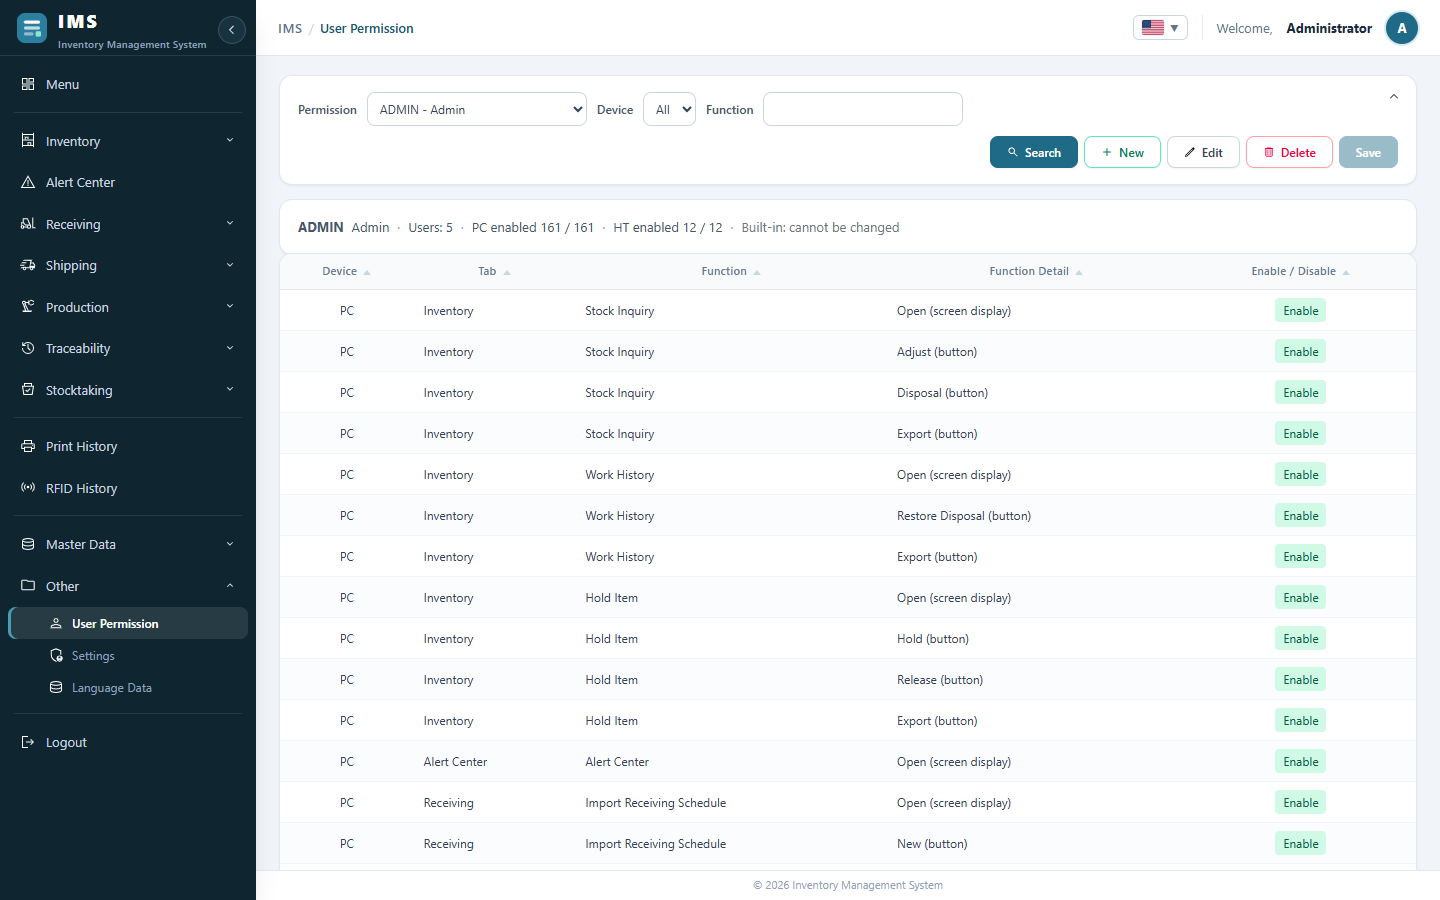 IMS
Inventory Management System
IMS / User Permission
Welcome, Administrator A
Menu
Inventory
Alert Center
Receiving
Shipping
Production
Traceability
Stocktaking
Print History
RFID History
Master Data
Other
User Permission
Settings
Language Data
Logout
Permission ADMIN - Admin Device All Function
Search + New Edit Delete Save
ADMIN Admin · Users: 5 · PC enabled 161 / 161 · HT enabled 12 / 12 · Built-in: cannot be changed
Device Tab Function Function Detail Enable / Disable
PC Inventory Stock Inquiry Open (screen display) Enable
PC Inventory Stock Inquiry Adjust (button) Enable
PC Inventory Stock Inquiry Disposal (button) Enable
PC Inventory Stock Inquiry Export (button) Enable
PC Inventory Work History Open (screen display) Enable
PC Inventory Work History Restore Disposal (button) Enable
PC Inventory Work History Export (button) Enable
PC Inventory Hold Item Open (screen display) Enable
PC Inventory Hold Item Hold (button) Enable
PC Inventory Hold Item Release (button) Enable
PC Inventory Hold Item Export (button) Enable
PC Alert Center Alert Center Open (screen display) Enable
PC Receiving Import Receiving Schedule Open (screen display) Enable
PC Receiving Import Receiving Schedule New (button) Enable
© 2026 Inventory Management System